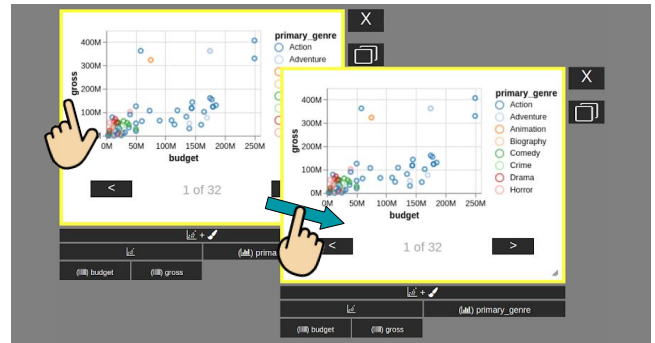 X
primary_genre
Action
Adventure
400M
300M
200M
100M
gross
0M 50M 100M 150M 200M 250M
budget
< 1 of 32
+
prima
budget gross
X
primary_genre
Action
Adventure
Animation
Biography
Comedy
Crime
Drama
Horror
400M
300M
200M
100M
0M
gross
0M 50M 100M 150M 200M 250M
budget
< 1 of 32 >
+
primary_genre
budget gross